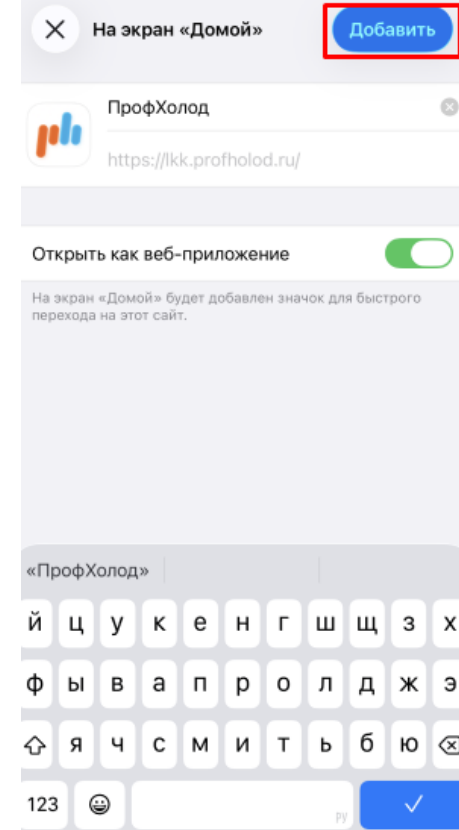 На экран «Домой»
Добавить
ПрофХолод
https://lkk.profholod.ru/
Открыть как веб-приложение
На экран «Домой» будет добавлен значок для быстрого
перехода на этот сайт.
«ПрофХолод»
й ц у к е н г ш щ з х
ф ы в а п р о л д ж э
я ч с м и т ь б ю
123
РУ